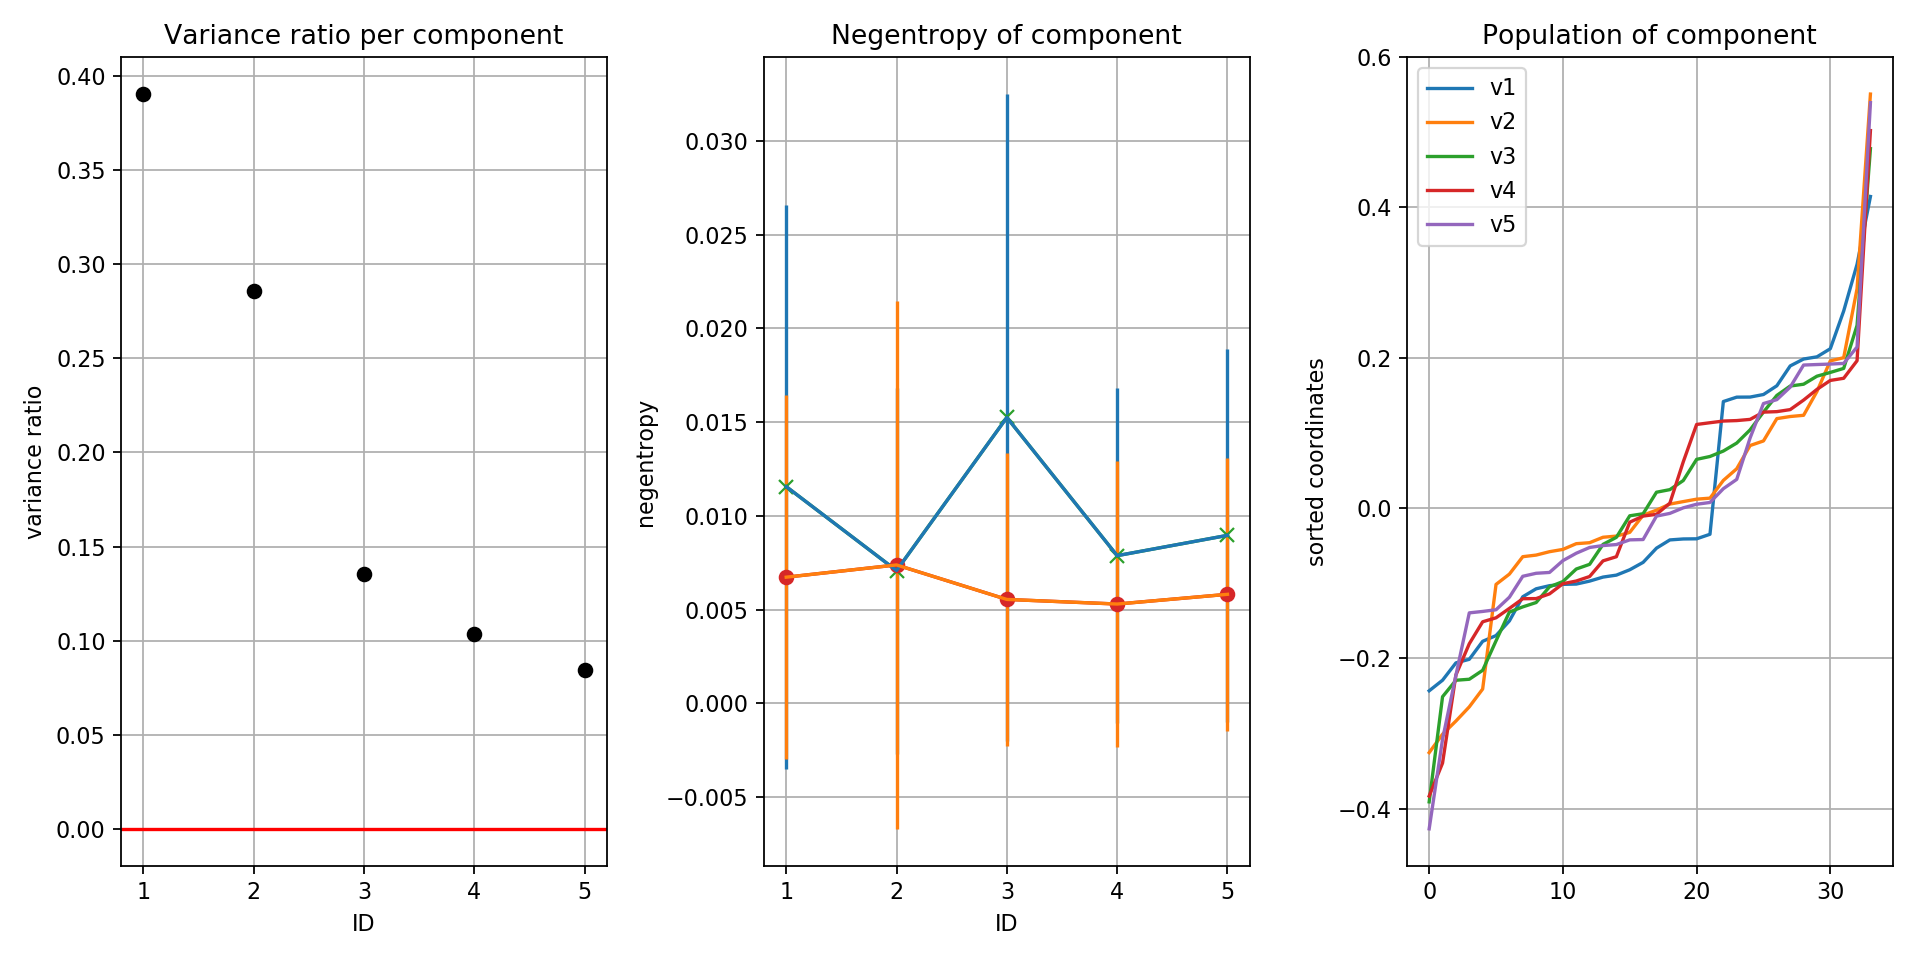 Variance ratio per component
0.40
0.35
0.30
0.25
0.20
0.15
0.10
0.05
0.00
variance ratio
1 2 3 4 5
ID
Negentropy of component
0.030
0.025
0.020
0.015
0.010
0.005
0.000
−0.005
negentropy
1 2 3 4 5
ID
Population of component
0.6
0.4
0.2
0.0
−0.2
−0.4
sorted coordinates
v1
v2
v3
v4
v5
0 10 20 30